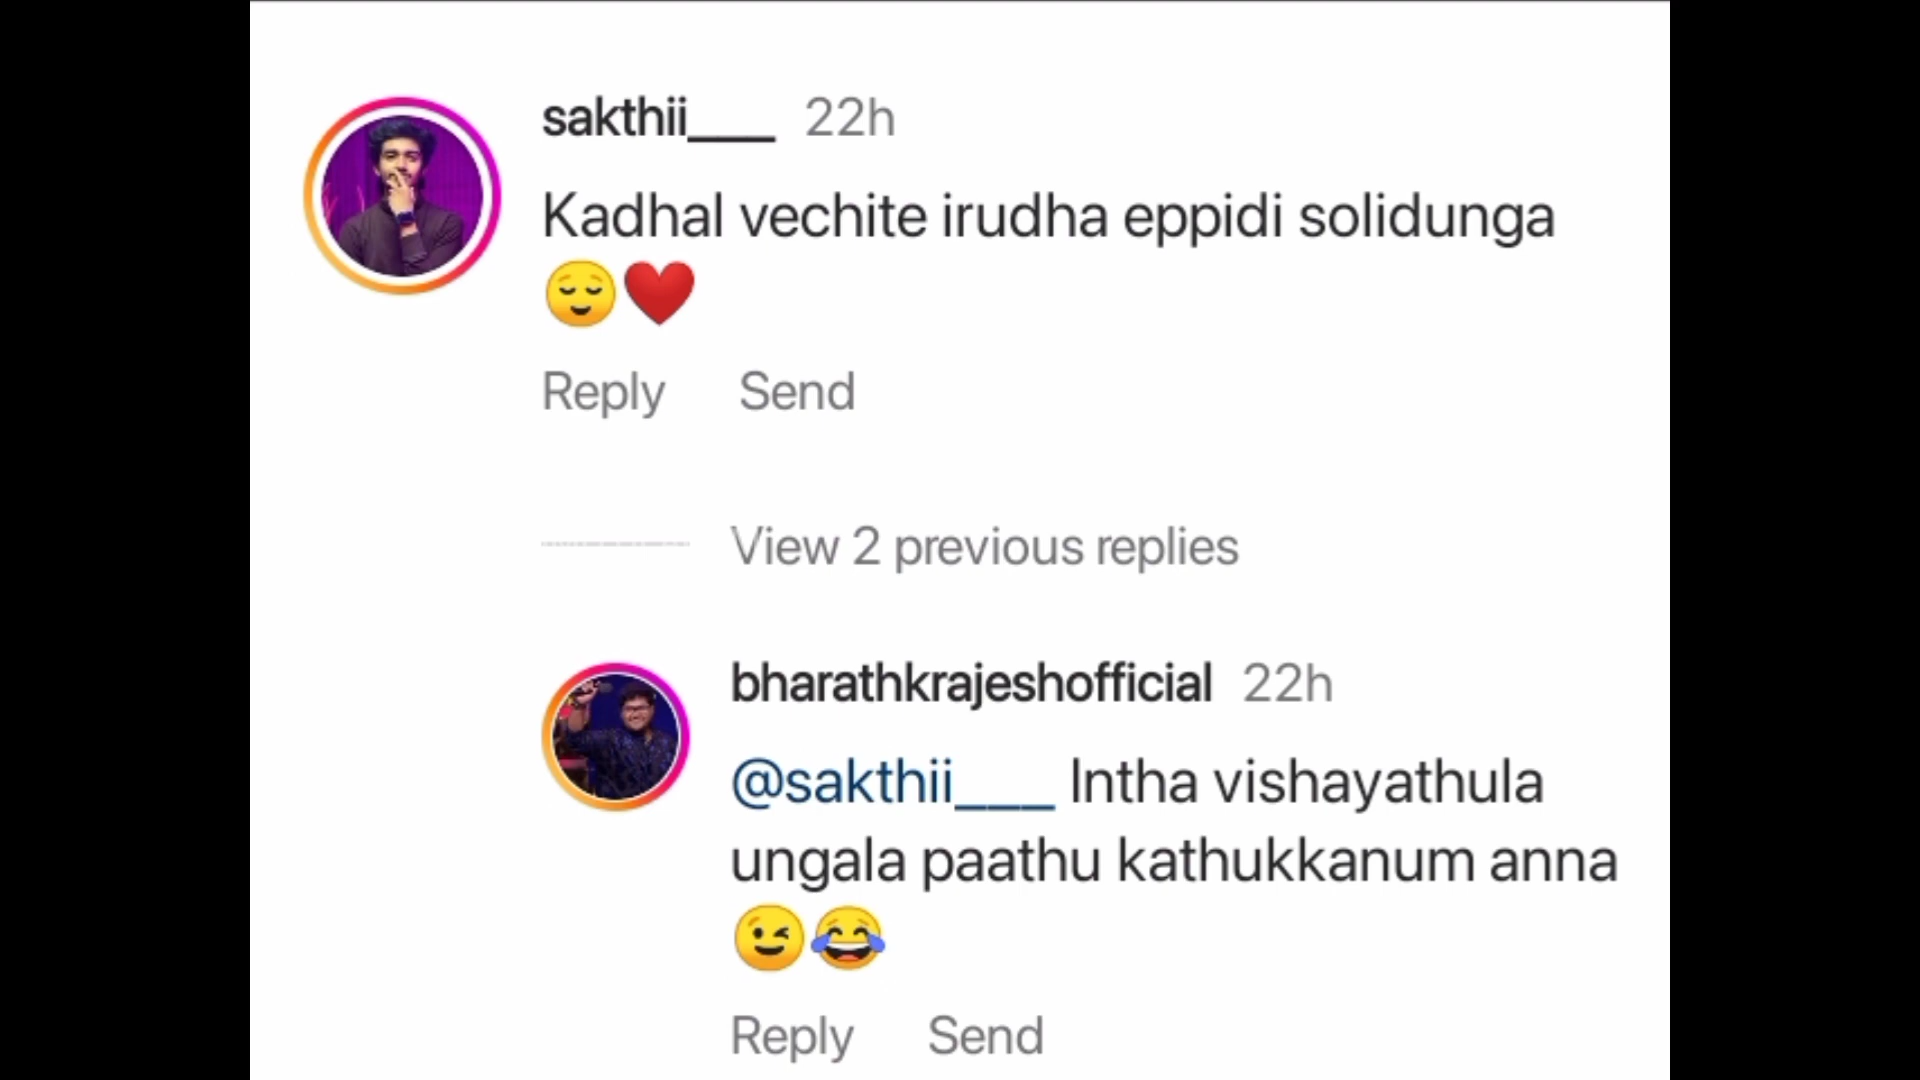 sakthii___ 22h
Kadhal vechite irudha eppidi solidunga
😌❤️
Reply Send
View 2 previous replies
bharathkrajeshofficial 22h
@sakthii___ Intha vishayathula
ungala paathu kathukkanum anna
😉😂
Reply Send